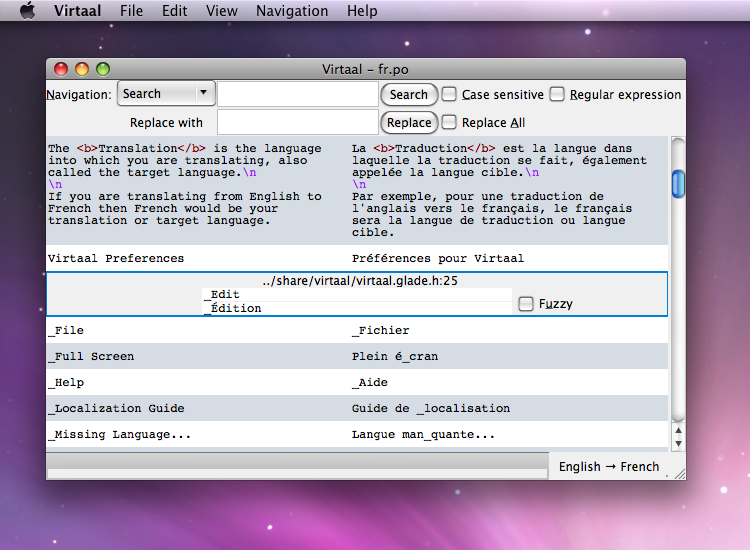 Virtaal File Edit View Navigation Help
Virtaal – fr.po
Navigation: Search Search Case sensitive Regular expression
Replace with Replace Replace All
The <b>Translation</b> is the language
into which you are translating, also
called the target language.\n
\n
If you are translating from English to
French then French would be your
translation or target language.
La <b>Traduction</b> est la langue dans
laquelle la traduction se fait, également
appelée la langue cible.\n
\n
Par exemple, pour une traduction de
l'anglais vers le français, le français
sera la langue de traduction ou langue
cible.
Virtaal Preferences Préférences pour Virtaal
../share/virtaal/virtaal.glade.h:25
_Edit
_Édition
Fuzzy
_File _Fichier
_Full Screen Plein é_cran
_Help _Aide
_Localization Guide Guide de _localisation
_Missing Language... Langue man_quante...
English → French